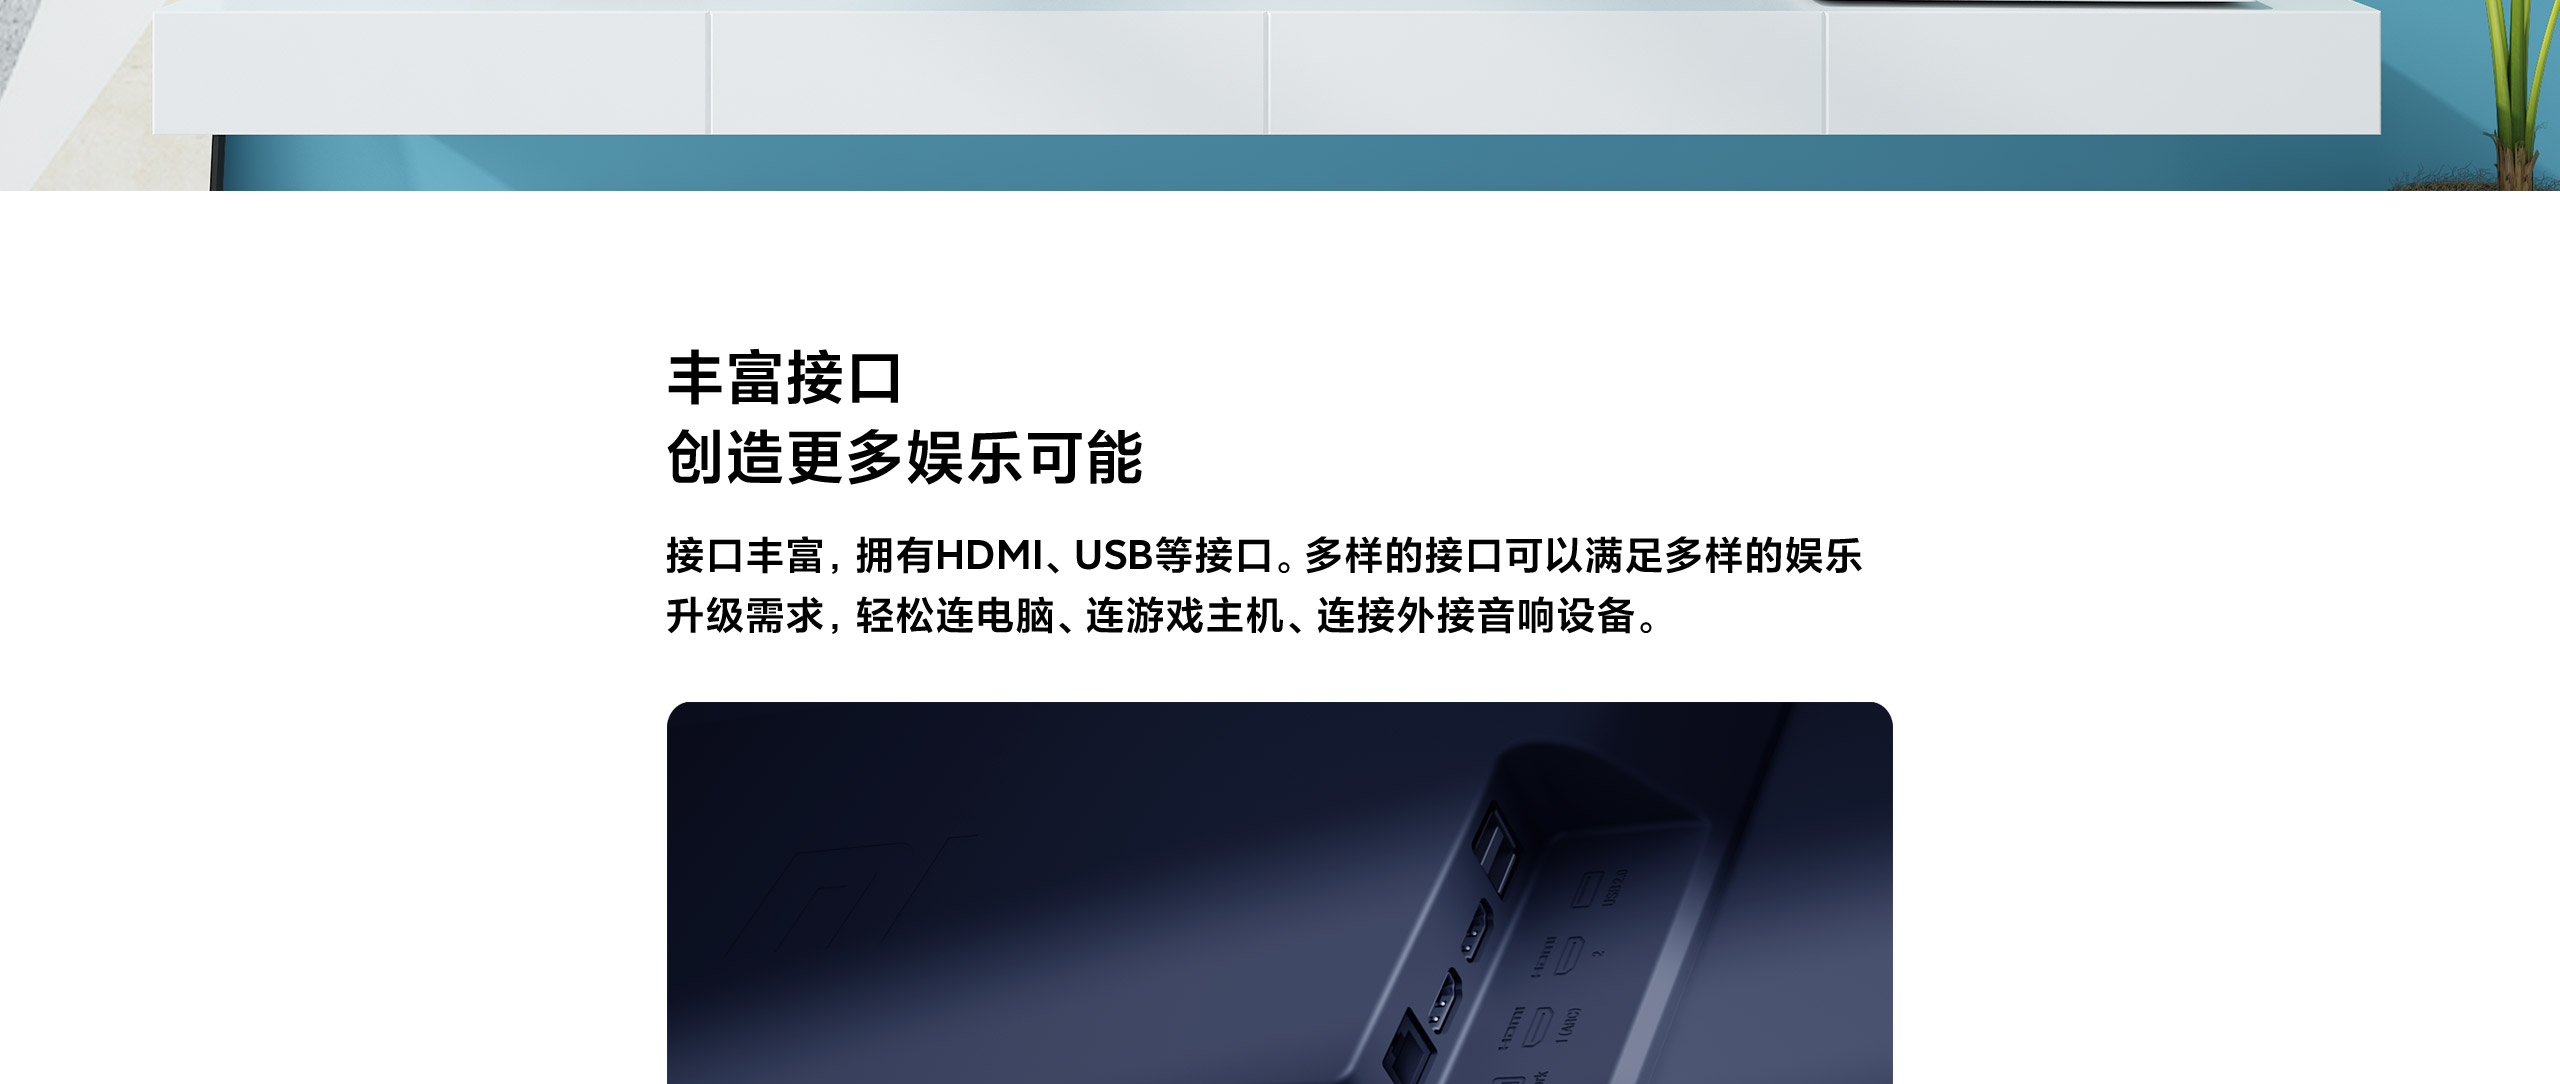 丰富接口
创造更多娱乐可能
接口丰富，拥有HDMI、USB等接口。多样的接口可以满足多样的娱乐
升级需求，轻松连电脑、连游戏主机、连接外接音响设备。
USB 2.0
HDMI 2
HDMI 1(ARC)